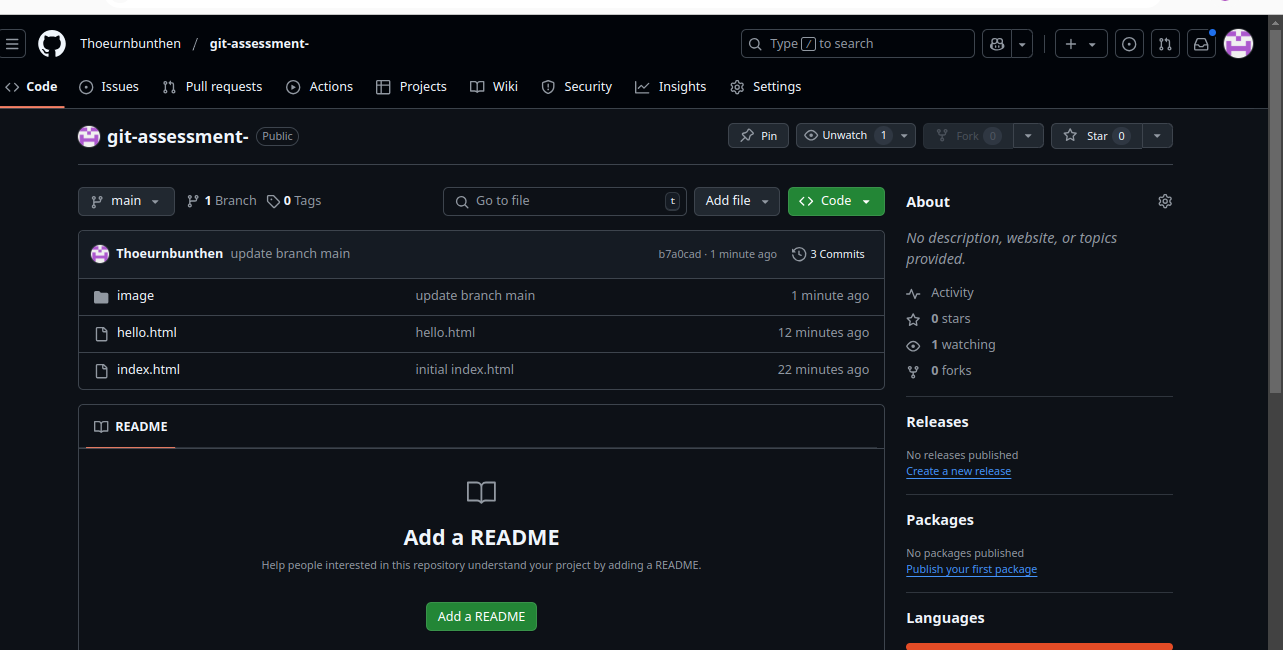 Thoeurnbunthen / git-assessment-
Type / to search
Code Issues Pull requests Actions Projects Wiki Security Insights Settings
git-assessment- Public
Pin Unwatch 1 Fork 0 Star 0
main 1 Branch 0 Tags
Go to file t Add file Code
Thoeurnbunthen update branch main b7a0cad · 1 minute ago 3 Commits
image update branch main 1 minute ago
hello.html hello.html 12 minutes ago
index.html initial index.html 22 minutes ago
README
Add a README
Help people interested in this repository understand your project by adding a README.
Add a README
About
No description, website, or topics
provided.
Activity
0 stars
1 watching
0 forks
Releases
No releases published
Create a new release
Packages
No packages published
Publish your first package
Languages